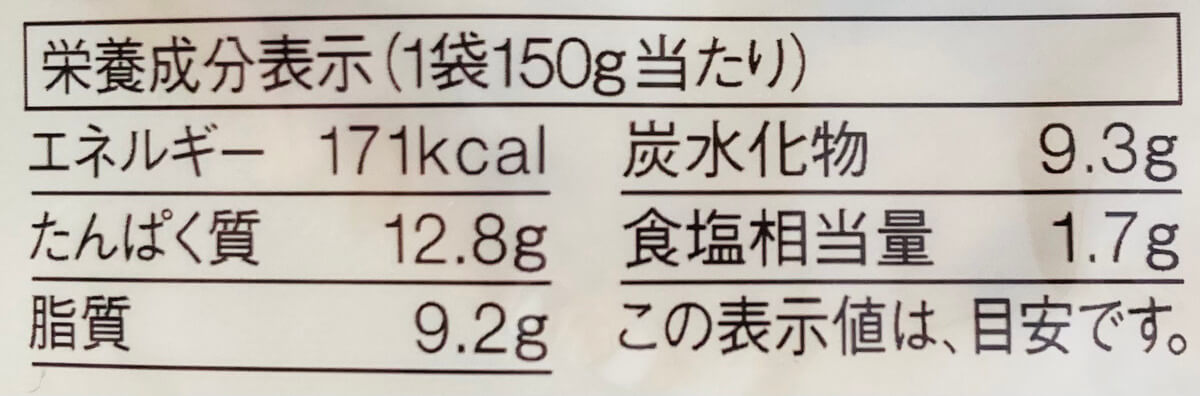 栄養成分表示(1袋150g当たり)
エネルギー 171kcal
たんぱく質 12.8g
脂質 9.2g
炭水化物 9.3g
食塩相当量 1.7g
この表示値は、目安です。